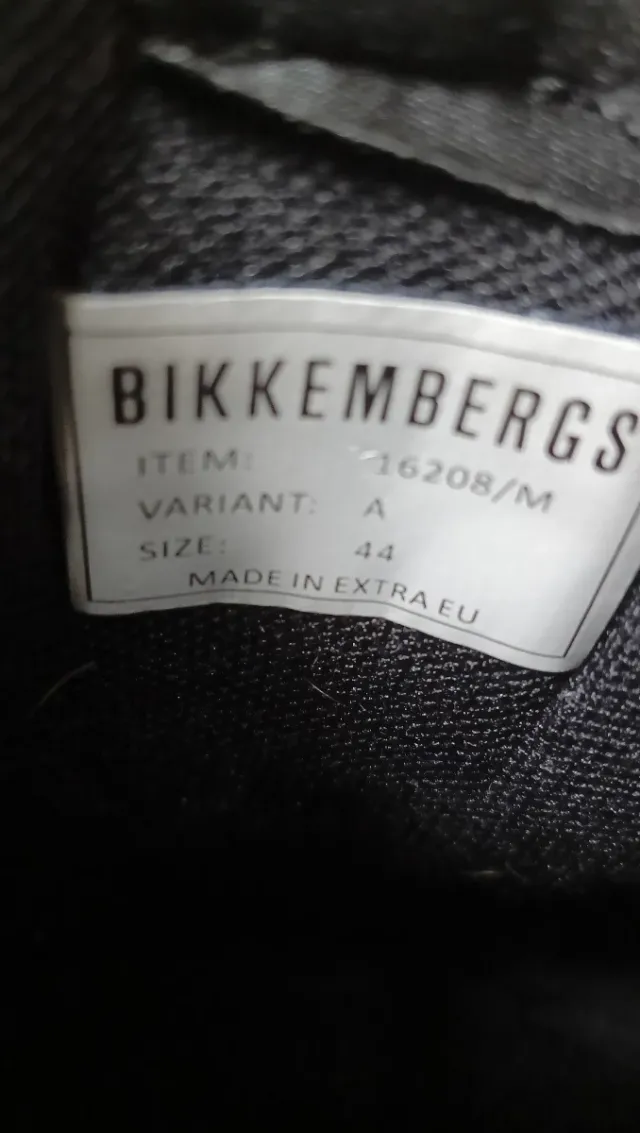 BIKKEMBERGS
ITEM: 16208/M
VARIANT: A
SIZE: 44
MADE IN EXTRA EU